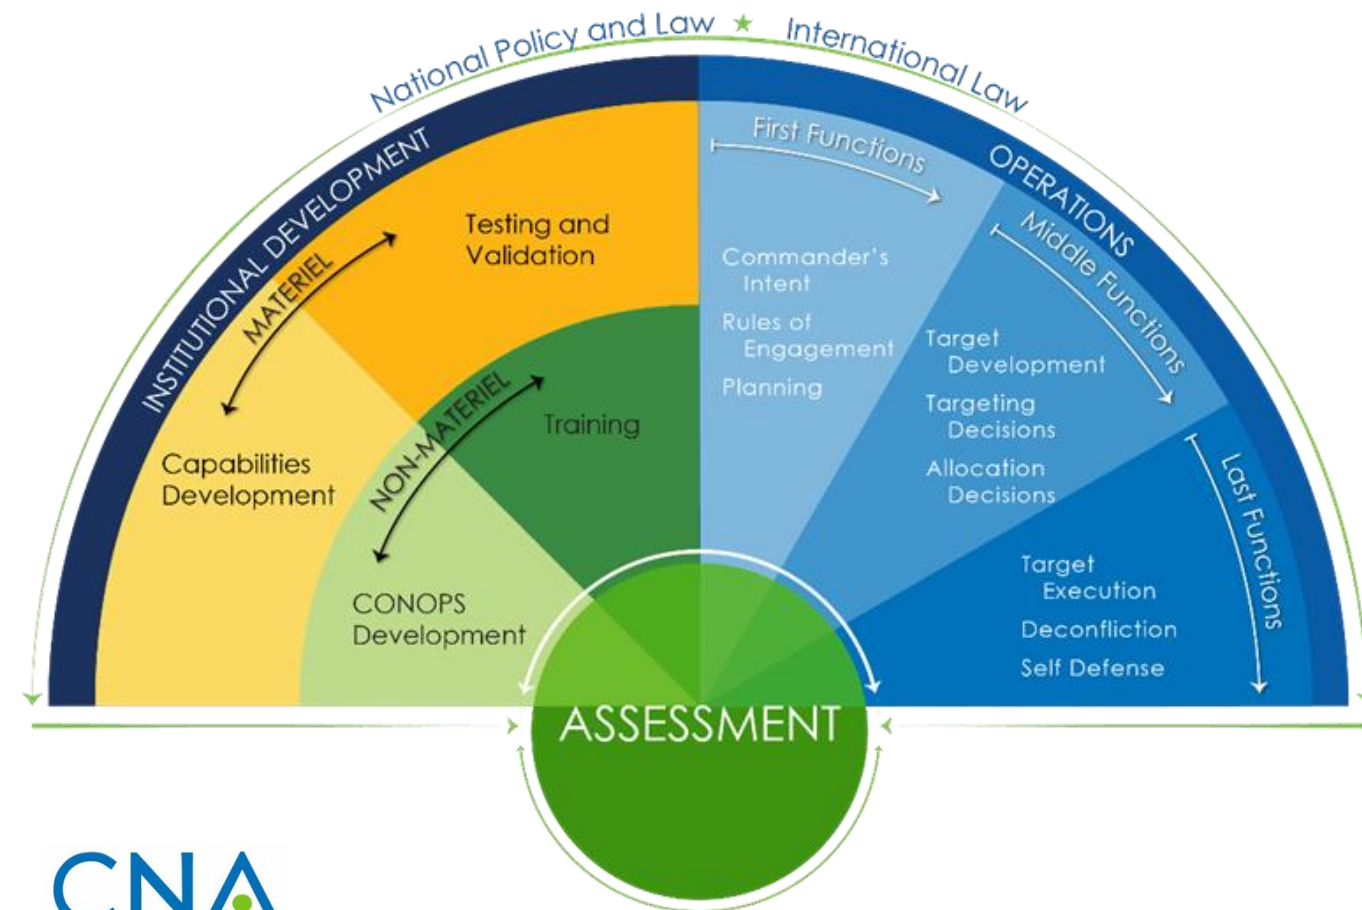 National Policy and Law ★ International Law
INSTITUTIONAL DEVELOPMENT
OPERATIONS
MATERIEL
Testing and
Validation
Capabilities
Development
NON-MATERIEL
Training
CONOPS
Development
First Functions
Commander's
Intent
Rules of
Engagement
Planning
Middle Functions
Target
Development
Targeting
Decisions
Allocation
Decisions
Last Functions
Target
Execution
Deconfliction
Self Defense
ASSESSMENT
CNA